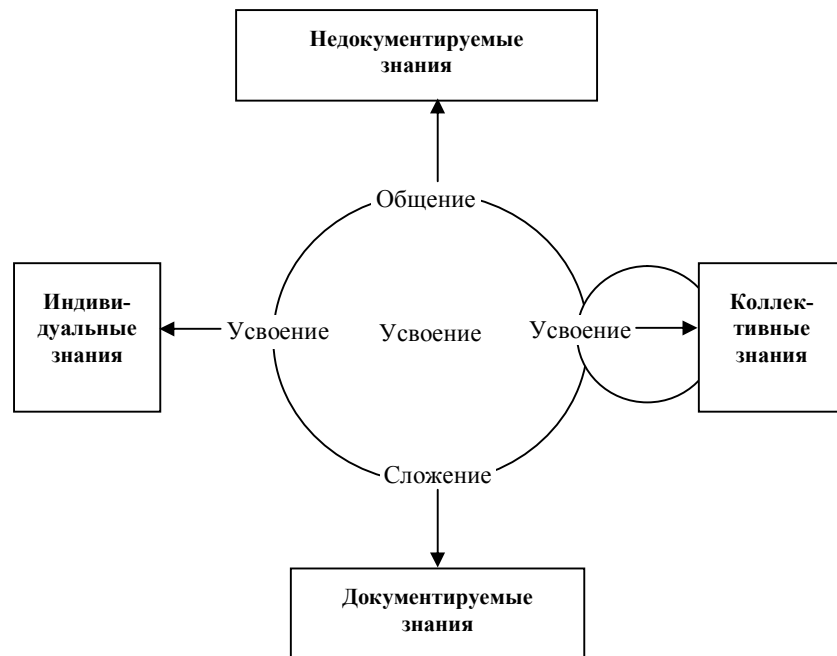 Недокументируемые
знания
Общение
Индиви-
дуальные
знания
Усвоение
Усвоение
Усвоение
Коллек-
тивные
знания
Сложение
Документируемые
знания